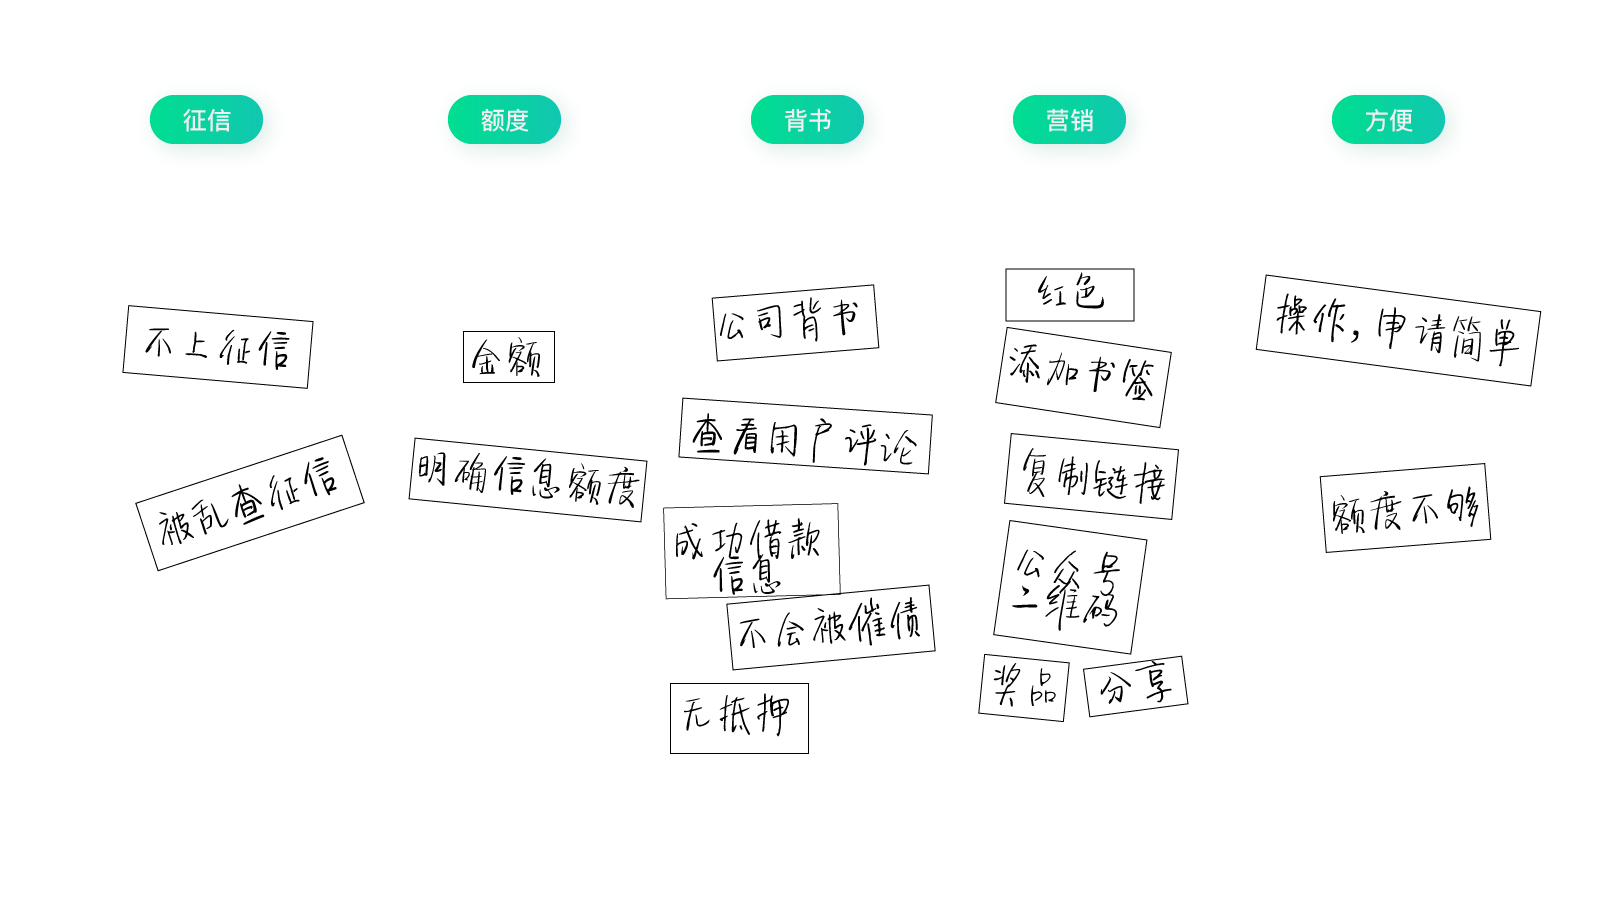 征信
额度
背书
营销
方便
不上征信
被乱查征信
金额
明确信息额度
公司背书
查看用户评论
成功借款
信息
不会被催债
无抵押
红色
添加书签
复制链接
公众号
二维码
奖品
分享
操作,申请简单
额度不够